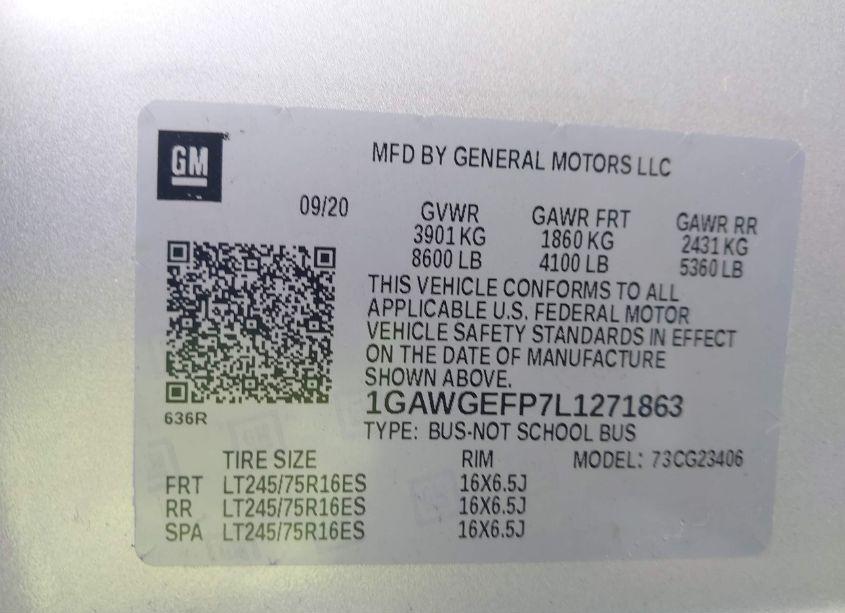 GM
MFD BY GENERAL MOTORS LLC
09/20
GVWR GAWR FRT GAWR RR
3901 KG 1860 KG 2431 KG
8600 LB 4100 LB 5360 LB
THIS VEHICLE CONFORMS TO ALL
APPLICABLE U.S. FEDERAL MOTOR
VEHICLE SAFETY STANDARDS IN EFFECT
ON THE DATE OF MANUFACTURE
SHOWN ABOVE.
1GAWGEFP7L1271863
636R
TYPE: BUS-NOT SCHOOL BUS
TIRE SIZE RIM MODEL: 73CG23406
FRT LT245/75R16ES 16X6.5J
RR LT245/75R16ES 16X6.5J
SPA LT245/75R16ES 16X6.5J